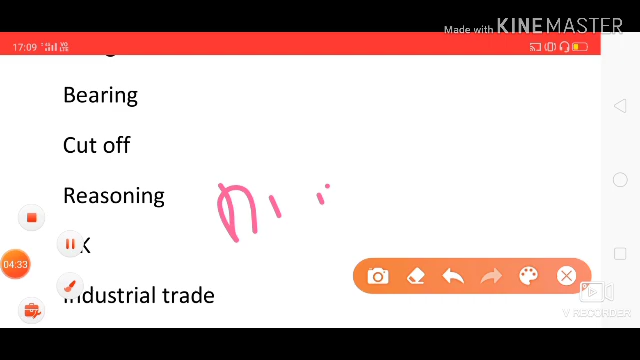 Made with KINEMASTER
17:09
Bearing
Cut off
Reasoning
K
04:33
Industrial trade
V RECORDER